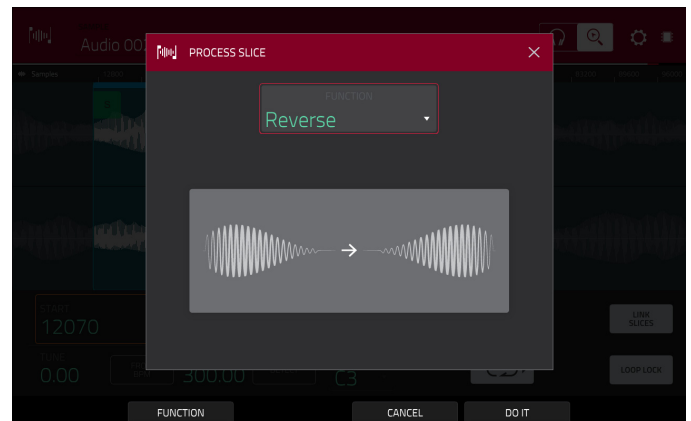 Audio 002
PROCESS SLICE
Samples
FUNCTION
Reverse
START
12070
LINK
SLICES
TUNE
0.00
300.00
C3
LOOP LOCK
FUNCTION
CANCEL
DO IT